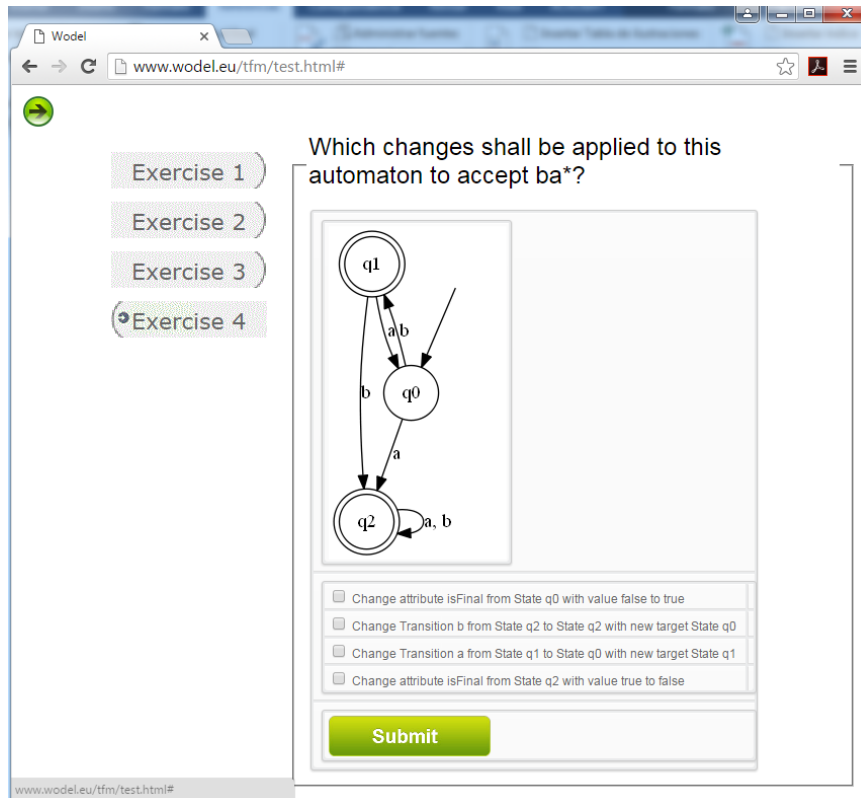 Wodel
www.wodel.eu/tfm/test.html#
Exercise 1
Exercise 2
Exercise 3
Exercise 4
Which changes shall be applied to this
automaton to accept ba*?
q1
a b
b
q0
a
q2
a, b
Change attribute isFinal from State q0 with value false to true
Change Transition b from State q2 to State q2 with new target State q0
Change Transition a from State q1 to State q0 with new target State q1
Change attribute isFinal from State q2 with value true to false
Submit
www.wodel.eu/tfm/test.html#